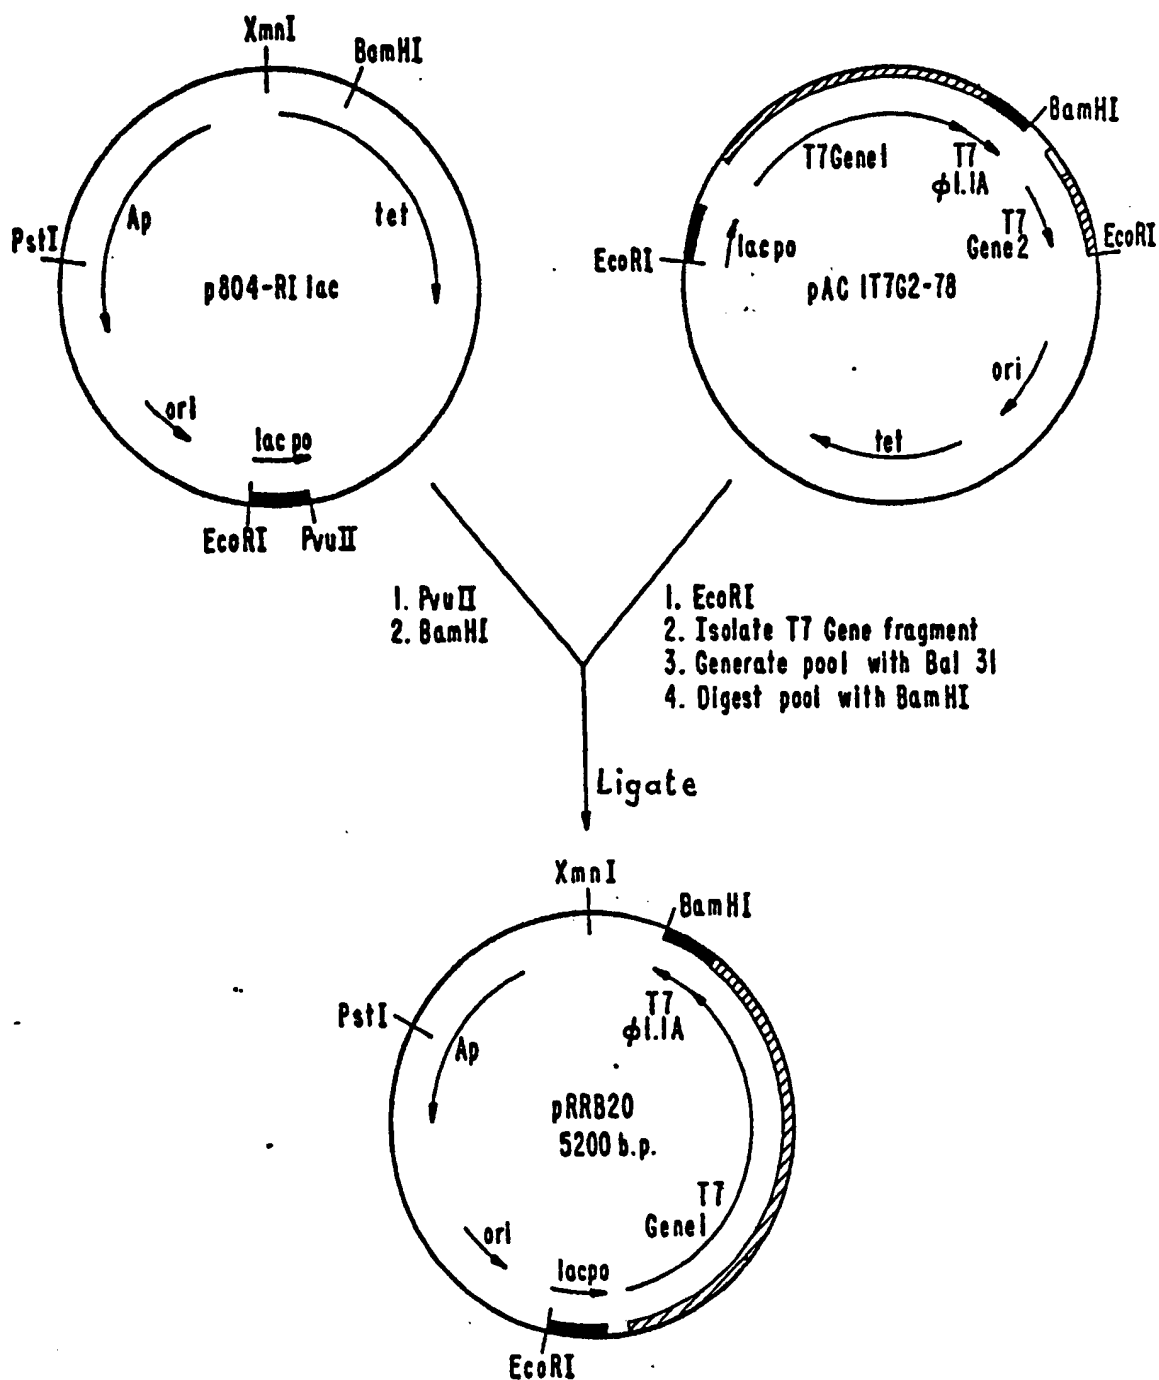 XmnI
BamHI
Ap
tet
PstI
p804-RI lac
ori
lac po
EcoRI
PvuII
BamHI
T7Gene1
T7
ϕ1.1A
T7
Gene2
EcoRI
lacpo
EcoRI
pAC 1T7G2-78
ori
tet
1. PvuII
2. BamHI
1. EcoRI
2. Isolate T7 Gene fragment
3. Generate pool with Bal 31
4. Digest pool with BamHI
Ligate
XmnI
BamHI
PstI
T7
ϕ1.1A
Ap
pRRB20
5200 b.p.
T7
Gene1
ori
lacpo
EcoRI